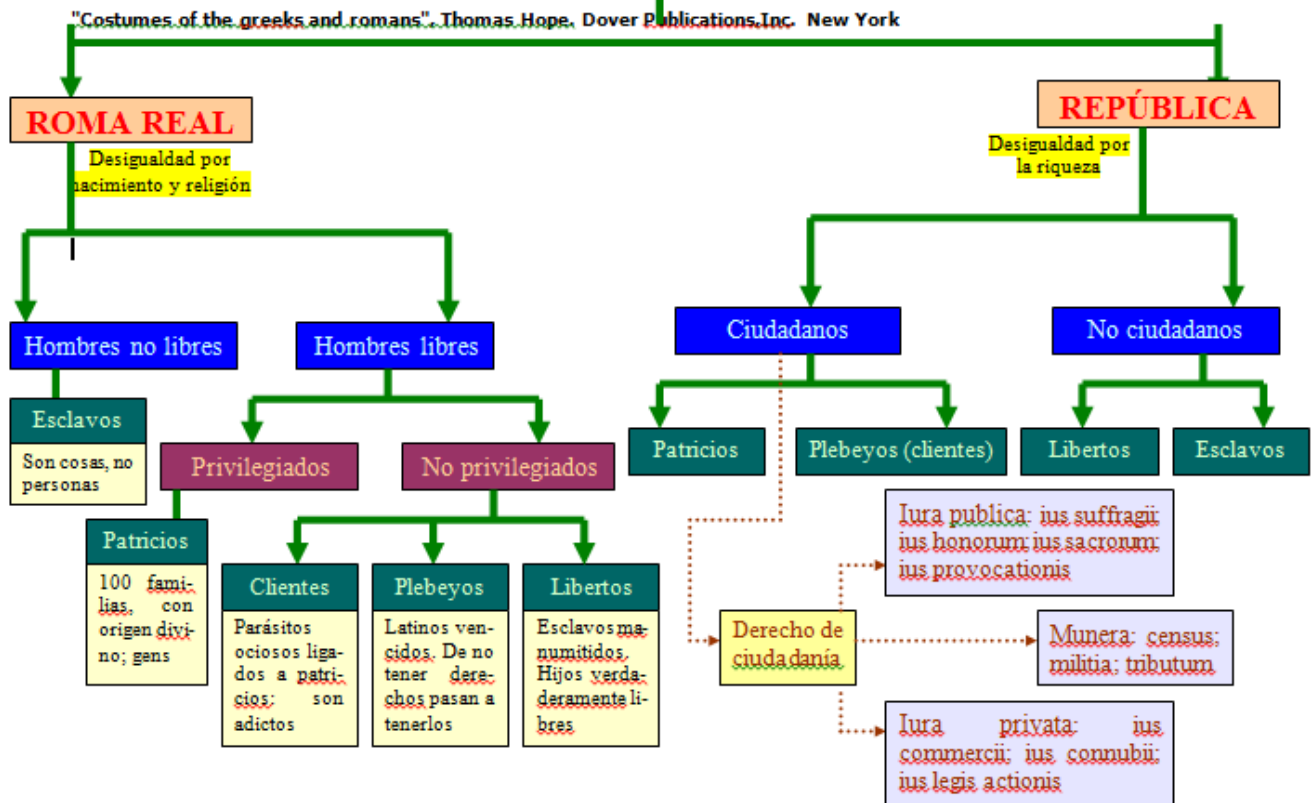 "Costumes of the greeks and romans", Thomas Hope. Dover Publications,Inc. New York
ROMA REAL
Desigualdad por
nacimiento y religión
REPÚBLICA
Desigualdad por
la riqueza
Hombres no libres
Hombres libres
Ciudadanos
No ciudadanos
Esclavos
Son cosas, no
personas
Privilegiados
No privilegiados
Patricios
Plebeyos (clientes)
Libertos
Esclavos
Patricios
100 fami-
lias, con
origen divi-
no; gens
Clientes
Parásitos
ociosos liga-
dos a patri-
cios; son
adictos
Plebeyos
Latinos ven-
cidos. De no
tener dere-
chos pasan a
tenerlos
Libertos
Esclavos ma-
numitidos.
Hijos verda-
deramente li-
bres
Derecho de
ciudadanía
Iura publica: ius suffragii;
ius honorum; ius sacrorum;
ius provocationis
Munera: census;
militia; tributum
Iura privata: ius
commercii; ius connubii;
ius legis actionis